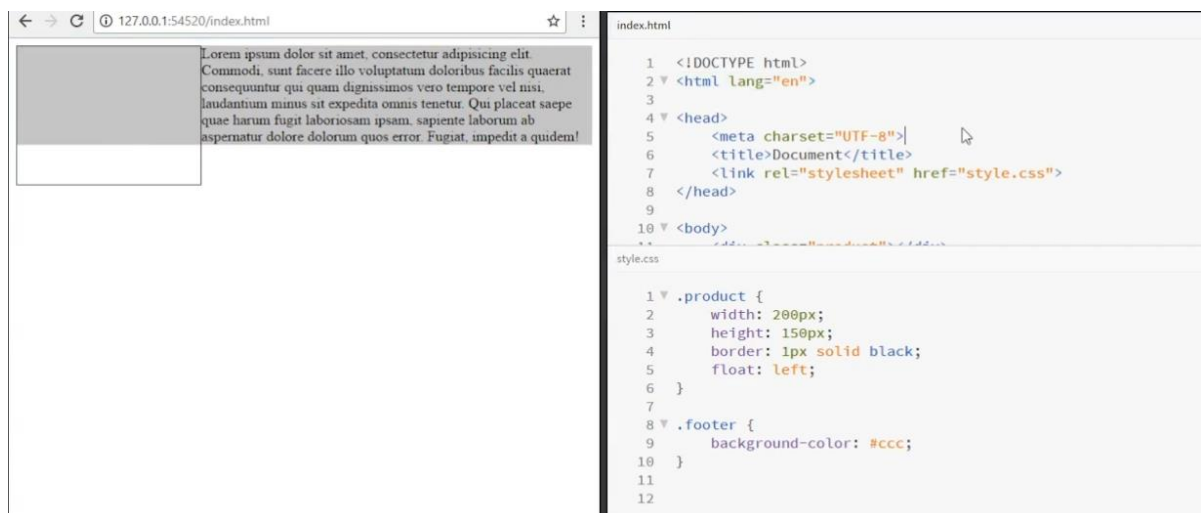 127.0.0.1:54520/index.html
Lorem ipsum dolor sit amet, consectetur adipisicing elit.
Commodi, sunt facere illo voluptatum doloribus facilis quaerat
consequuntur qui quam dignissimos vero tempore vel nisi,
laudantium minus sit expedita omnis tenetur. Qui placeat saepe
quae harum fugit laboriosam ipsam, sapiente laborum ab
aspernatur dolore dolorum quos error. Fugiat, impedit a quidem!
index.html
1 <!DOCTYPE html>
2 <html lang="en">
3
4 <head>
5 <meta charset="UTF-8">
6 <title>Document</title>
7 <link rel="stylesheet" href="style.css">
8 </head>
9
10 <body>
11 <div class="product"></div>
style.css
1 .product {
2 width: 200px;
3 height: 150px;
4 border: 1px solid black;
5 float: left;
6 }
7
8 .footer {
9 background-color: #ccc;
10 }
11
12